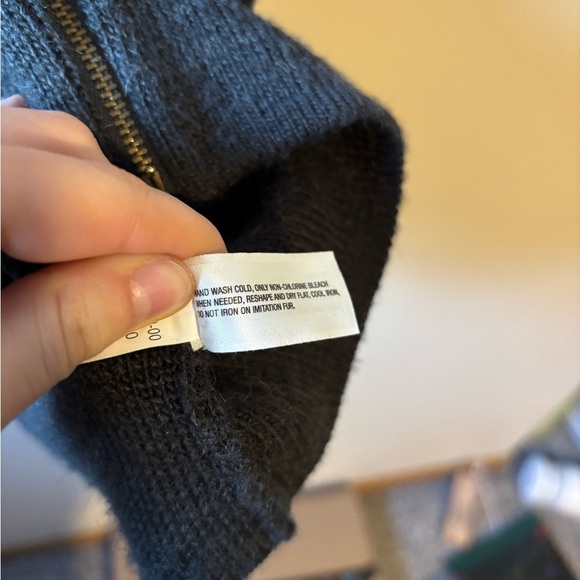 AND WASH COLD, ONLY NON-CHLORINE BLEACH
WHEN NEEDED, RESHAPE AND DRY FLAT, COOL IRON,
DO NOT IRON ON IMITATION FUR.
00-
O